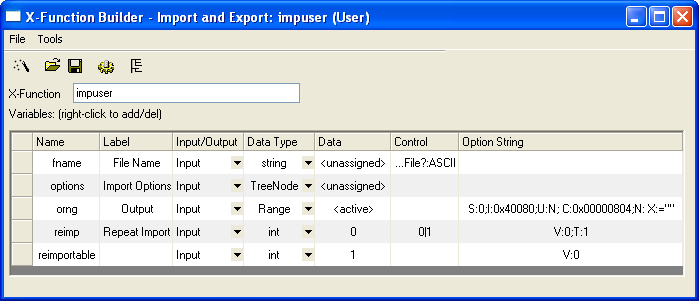 X-Function Builder - Import and Export: impuser (User)
File Tools
X-Function impuser
Variables: (right-click to add/del)
Name Label Input/Output Data Type Data Control Option String
fname File Name Input string <unassigned> ...File?:ASCII
options Import Options Input TreeNode <unassigned>
orng Output Input Range <active> S:0;I:0x40080;U:N; C:0x00000804;N: X:=""
reimp Repeat Import Input int 0 0|1 V:0;T:1
reimportable Input int 1 V:0